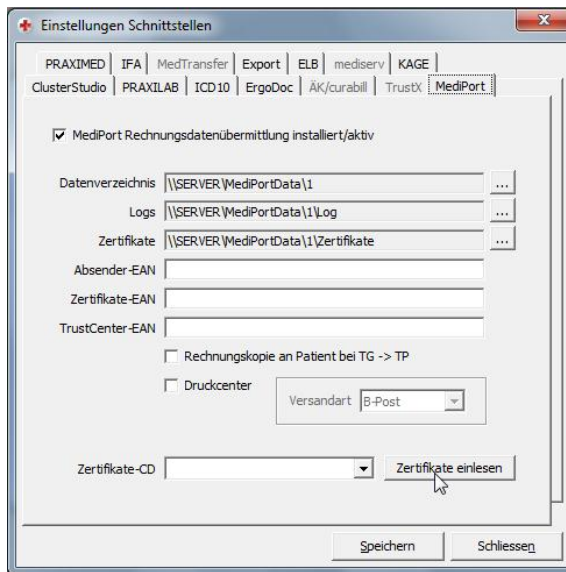 Einstellungen Schnittstellen
PRAXIMED IFA MedTransfer Export ELB mediserv KAGE
ClusterStudio PRAXILAB ICD10 ErgoDoc ÄK/curabill TrustX MediPort
MediPort Rechnungsdatenübermittlung installiert/aktiv
Datenverzeichnis \\SERVER\MediPortData\1 ...
Logs \\SERVER\MediPortData\1\Log ...
Zertifikate \\SERVER\MediPortData\1\Zertifikate ...
Absender-EAN
Zertifikate-EAN
TrustCenter-EAN
Rechnungskopie an Patient bei TG -> TP
Druckcenter
Versandart B-Post
Zertifikate-CD Zertifikate einlesen
Speichern Schliessen